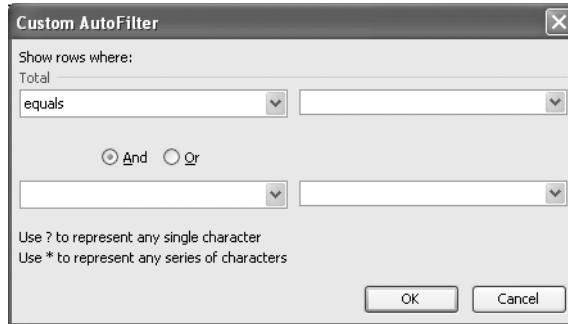 Custom AutoFilter
Show rows where:
Total
equals
And Or
Use ? to represent any single character
Use * to represent any series of characters
OK Cancel